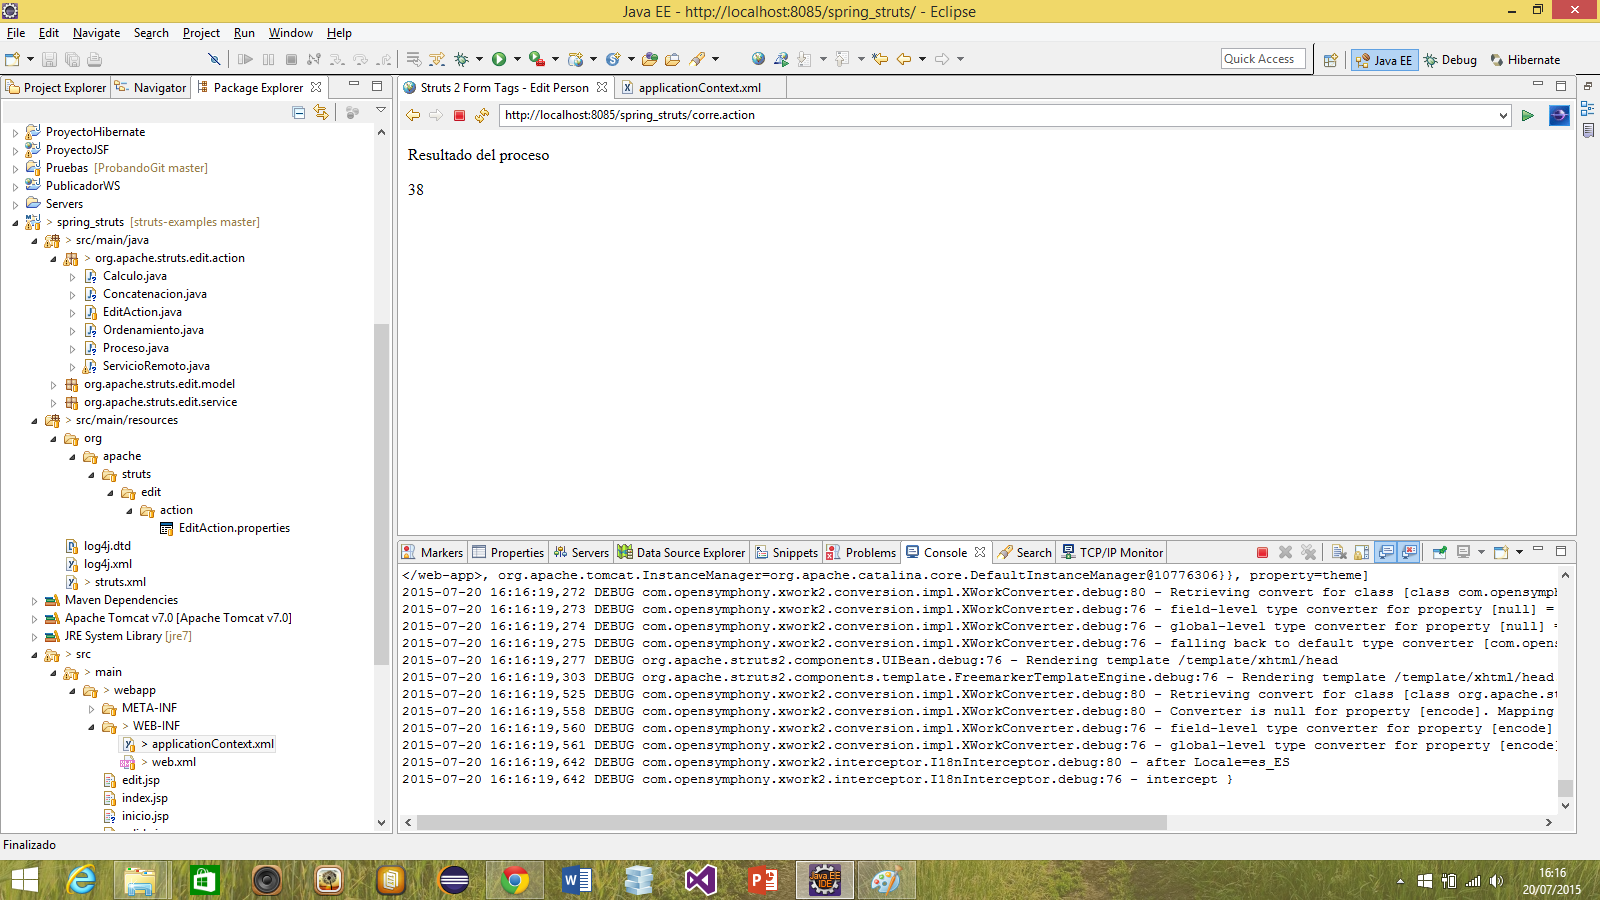 Java EE - http://localhost:8085/spring_struts/ - Eclipse
File Edit Navigate Search Project Run Window Help
Quick Access Java EE Debug Hibernate
Project Explorer Navigator Package Explorer
Struts 2 Form Tags - Edit Person applicationContext.xml
http://localhost:8085/spring_struts/corre.action
Resultado del proceso
38
ProyectoHibernate
ProyectoJSF
Pruebas [ProbandoGit master]
PublicadorWS
Servers
> spring_struts [struts-examples master]
> src/main/java
> org.apache.struts.edit.action
Calculo.java
Concatenacion.java
EditAction.java
Ordenamiento.java
Proceso.java
ServicioRemoto.java
org.apache.struts.edit.model
org.apache.struts.edit.service
> src/main/resources
org
apache
struts
edit
action
EditAction.properties
log4j.dtd
log4j.xml
> struts.xml
Maven Dependencies
Apache Tomcat v7.0 [Apache Tomcat v7.0]
JRE System Library [jre7]
> src
> main
> webapp
META-INF
> WEB-INF
> applicationContext.xml
> web.xml
edit.jsp
index.jsp
inicio.jsp
Markers Properties Servers Data Source Explorer Snippets Problems Console Search TCP/IP Monitor
</web-app>, org.apache.tomcat.InstanceManager=org.apache.catalina.core.DefaultInstanceManager@10776306}}, property=theme]
2015-07-20 16:16:19,272 DEBUG com.opensymphony.xwork2.conversion.impl.XWorkConverter.debug:80 - Retrieving convert for class [class com.opensymph
2015-07-20 16:16:19,273 DEBUG com.opensymphony.xwork2.conversion.impl.XWorkConverter.debug:76 - field-level type converter for property [null] =
2015-07-20 16:16:19,274 DEBUG com.opensymphony.xwork2.conversion.impl.XWorkConverter.debug:76 - global-level type converter for property [null] =
2015-07-20 16:16:19,275 DEBUG com.opensymphony.xwork2.conversion.impl.XWorkConverter.debug:76 - falling back to default type converter [com.opens
2015-07-20 16:16:19,277 DEBUG org.apache.struts2.components.UIBean.debug:76 - Rendering template /template/xhtml/head
2015-07-20 16:16:19,303 DEBUG org.apache.struts2.components.template.FreemarkerTemplateEngine.debug:76 - Rendering template /template/xhtml/head
2015-07-20 16:16:19,525 DEBUG com.opensymphony.xwork2.conversion.impl.XWorkConverter.debug:80 - Retrieving convert for class [class org.apache.st
2015-07-20 16:16:19,558 DEBUG com.opensymphony.xwork2.conversion.impl.XWorkConverter.debug:80 - Converter is null for property [encode]. Mapping
2015-07-20 16:16:19,560 DEBUG com.opensymphony.xwork2.conversion.impl.XWorkConverter.debug:76 - field-level type converter for property [encode]
2015-07-20 16:16:19,561 DEBUG com.opensymphony.xwork2.conversion.impl.XWorkConverter.debug:76 - global-level type converter for property [encode]
2015-07-20 16:16:19,642 DEBUG com.opensymphony.xwork2.interceptor.I18nInterceptor.debug:80 - after Locale=es_ES
2015-07-20 16:16:19,642 DEBUG com.opensymphony.xwork2.interceptor.I18nInterceptor.debug:76 - intercept }
Finalizado
Java EE
IDE
16:16
20/07/2015